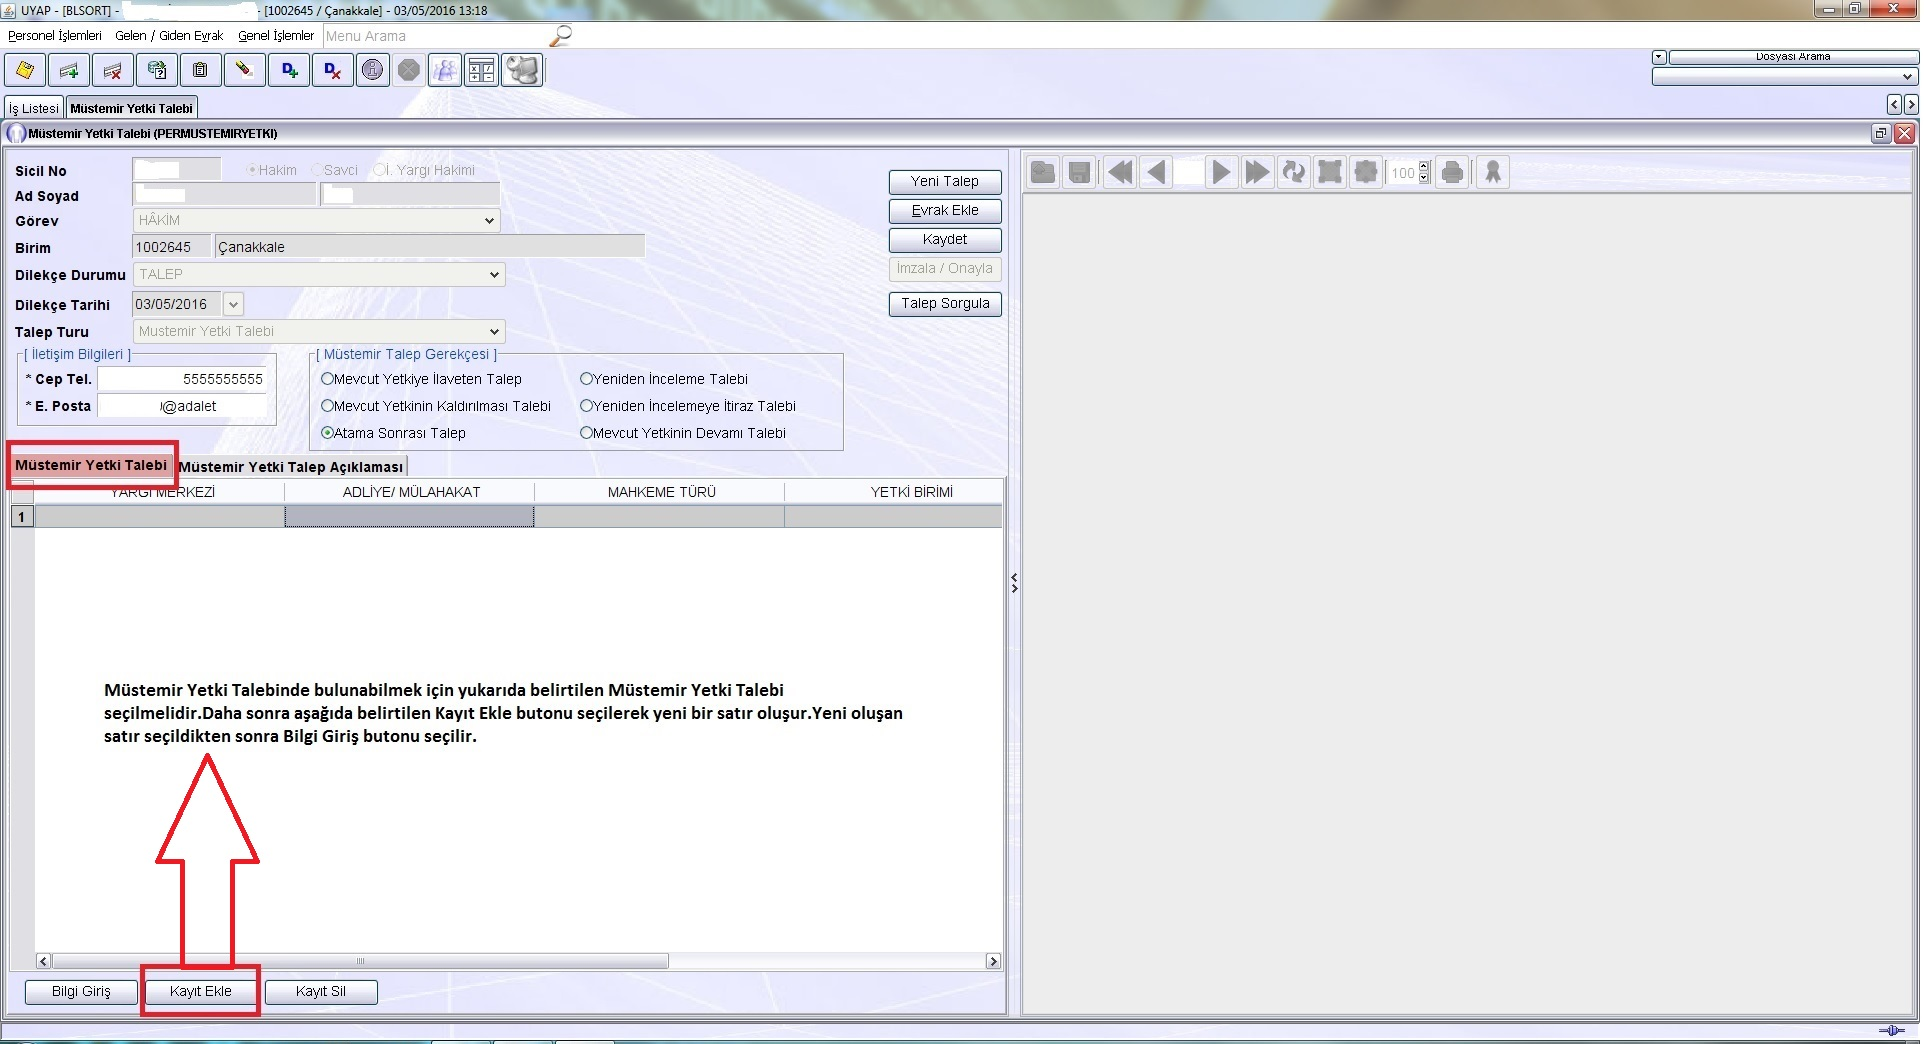 UYAP - [BLSORT] - - [1002645 / Çanakkale] - 03/05/2016 13:18
Personel İşlemleri Gelen / Giden Evrak Genel İşlemler Menu Arama
Dosyası Arama
İş Listesi Müstemir Yetki Talebi
Müstemir Yetki Talebi (PERMUSTEMIRYETKI)
Sicil No Hakim Savci İ. Yargı Hakimi
Ad Soyad
Görev HÂKİM
Birim 1002645 Çanakkale
Dilekçe Durumu TALEP
Dilekçe Tarihi 03/05/2016
Talep Turu Mustemir Yetki Talebi
Yeni Talep
Evrak Ekle
Kaydet
İmzala / Onayla
Talep Sorgula
100
[ İletişim Bilgileri ]
* Cep Tel. 5555555555
* E. Posta @adalet
[ Müstemir Talep Gerekçesi ]
Mevcut Yetkiye İlaveten Talep Yeniden İnceleme Talebi
Mevcut Yetkinin Kaldırılması Talebi Yeniden İncelemeye İtiraz Talebi
Atama Sonrası Talep Mevcut Yetkinin Devamı Talebi
Müstemir Yetki Talebi Müstemir Yetki Talep Açıklaması
YARGI MERKEZİ ADLİYE/ MÜLAHAKAT MAHKEME TÜRÜ YETKİ BİRİMİ
1
Müstemir Yetki Talebinde bulunabilmek için yukarıda belirtilen Müstemir Yetki Talebi
seçilmelidir.Daha sonra aşağıda belirtilen Kayıt Ekle butonu seçilerek yeni bir satır oluşur.Yeni oluşan
satır seçildikten sonra Bilgi Giriş butonu seçilir.
Bilgi Giriş Kayıt Ekle Kayıt Sil